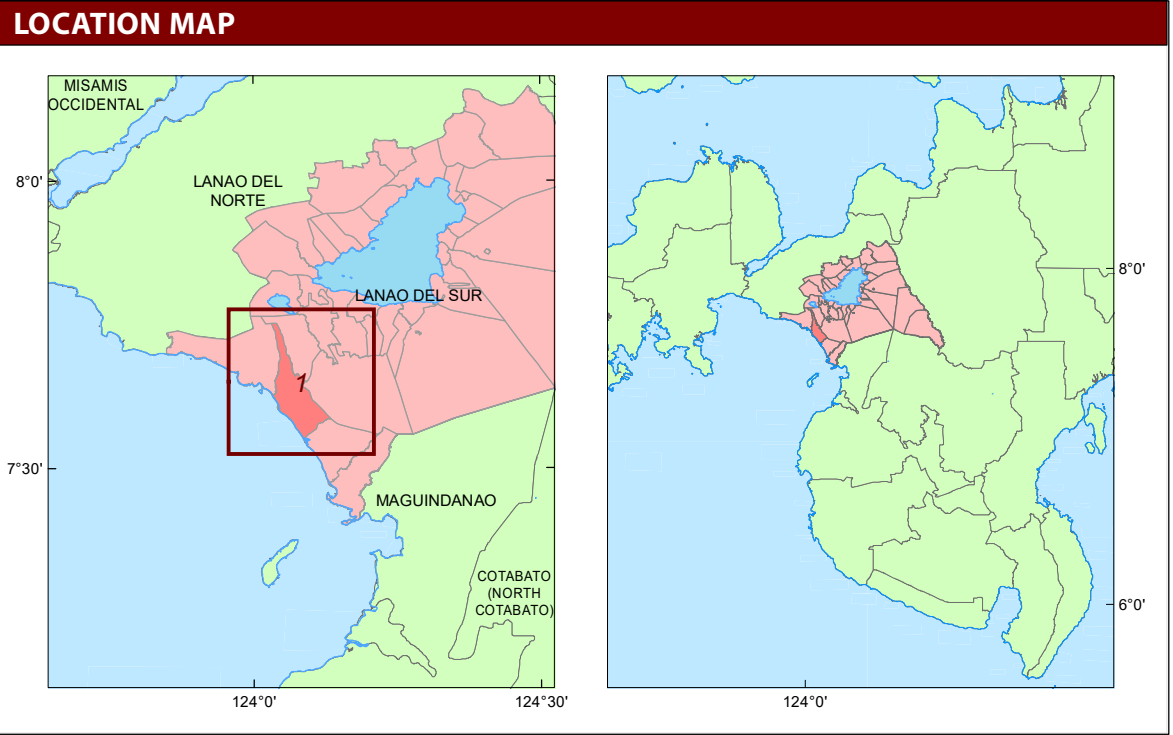 LOCATION MAP
MISAMIS
OCCIDENTAL
8°0'
LANAO DEL
NORTE
LANAO DEL SUR
1
7°30'
MAGUINDANAO
COTABATO
(NORTH
COTABATO)
124°0'
124°30'
8°0'
6°0'
124°0'